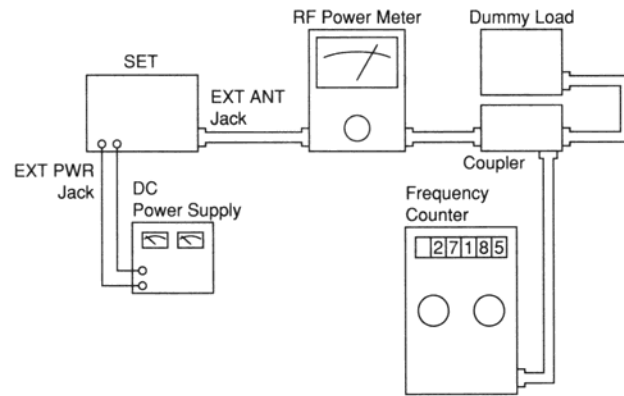 RF Power Meter
Dummy Load
SET
EXT ANT
Jack
Coupler
EXT PWR
Jack
DC
Power Supply
Frequency
Counter
27185